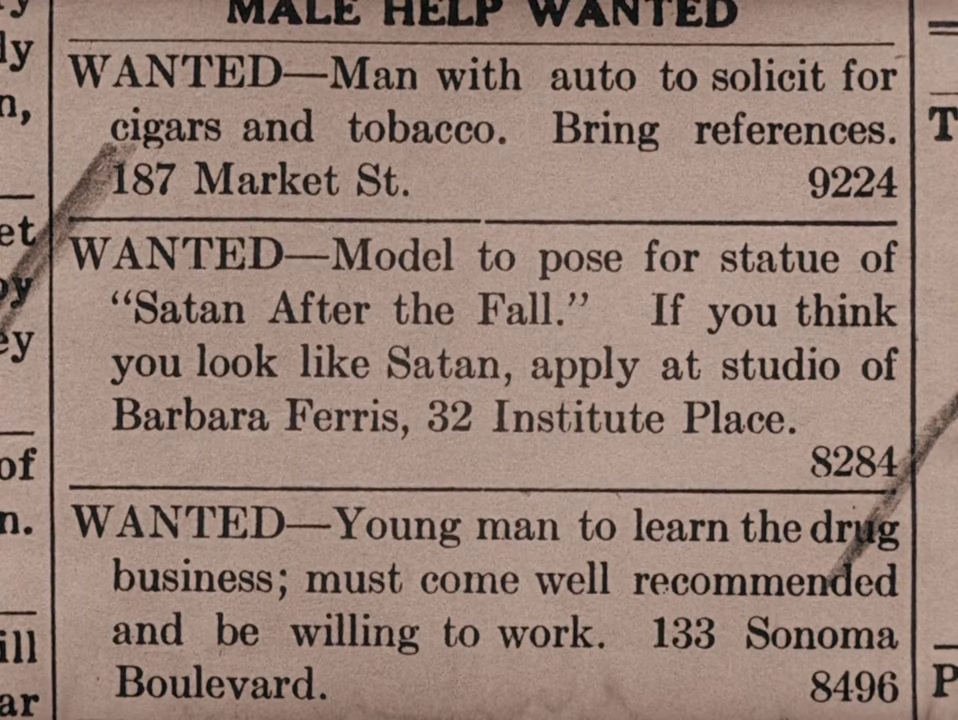 MALE HELP WANTED
WANTED—Man with auto to solicit for
cigars and tobacco. Bring references.
187 Market St. 9224
WANTED—Model to pose for statue of
“Satan After the Fall.” If you think
you look like Satan, apply at studio of
Barbara Ferris, 32 Institute Place.
8284
WANTED—Young man to learn the drug
business; must come well recommended
and be willing to work. 133 Sonoma
Boulevard. 8496